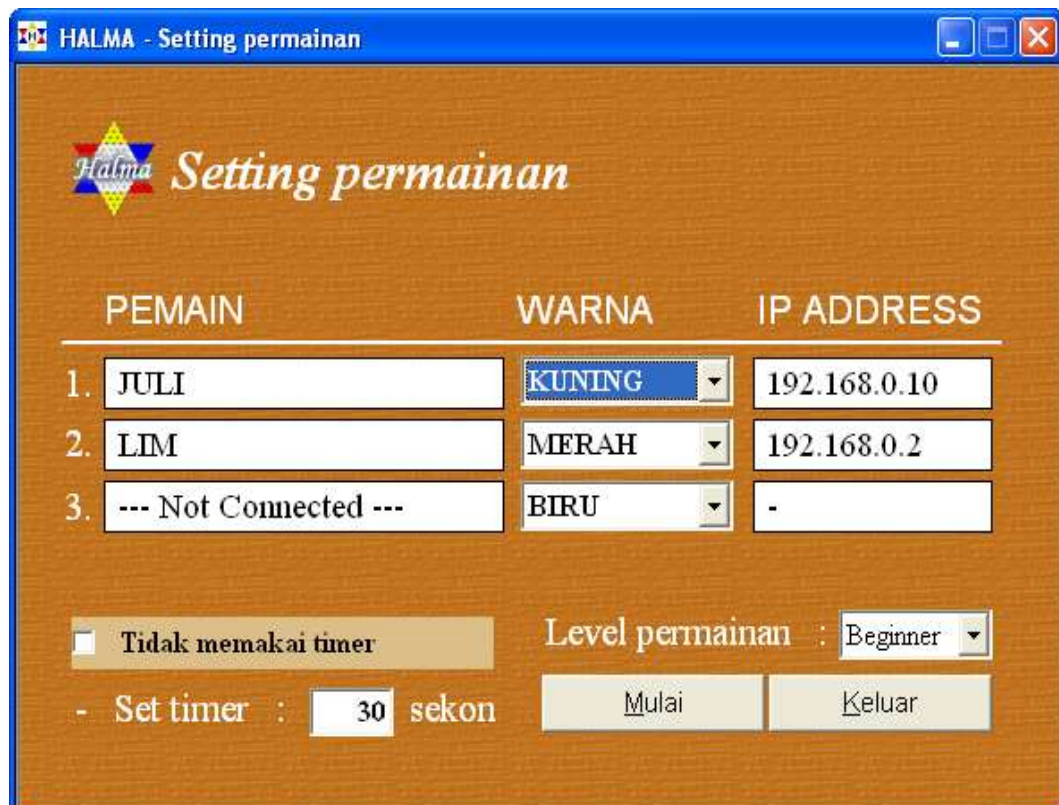 HALMA - Setting permainan
Halma Setting permainan
PEMAIN WARNA IP ADDRESS
1. JULI KUNING 192.168.0.10
2. LIM MERAH 192.168.0.2
3. --- Not Connected --- BIRU -
Tidak memakai timer Level permainan : Beginner
- Set timer : 30 sekon Mulai Keluar